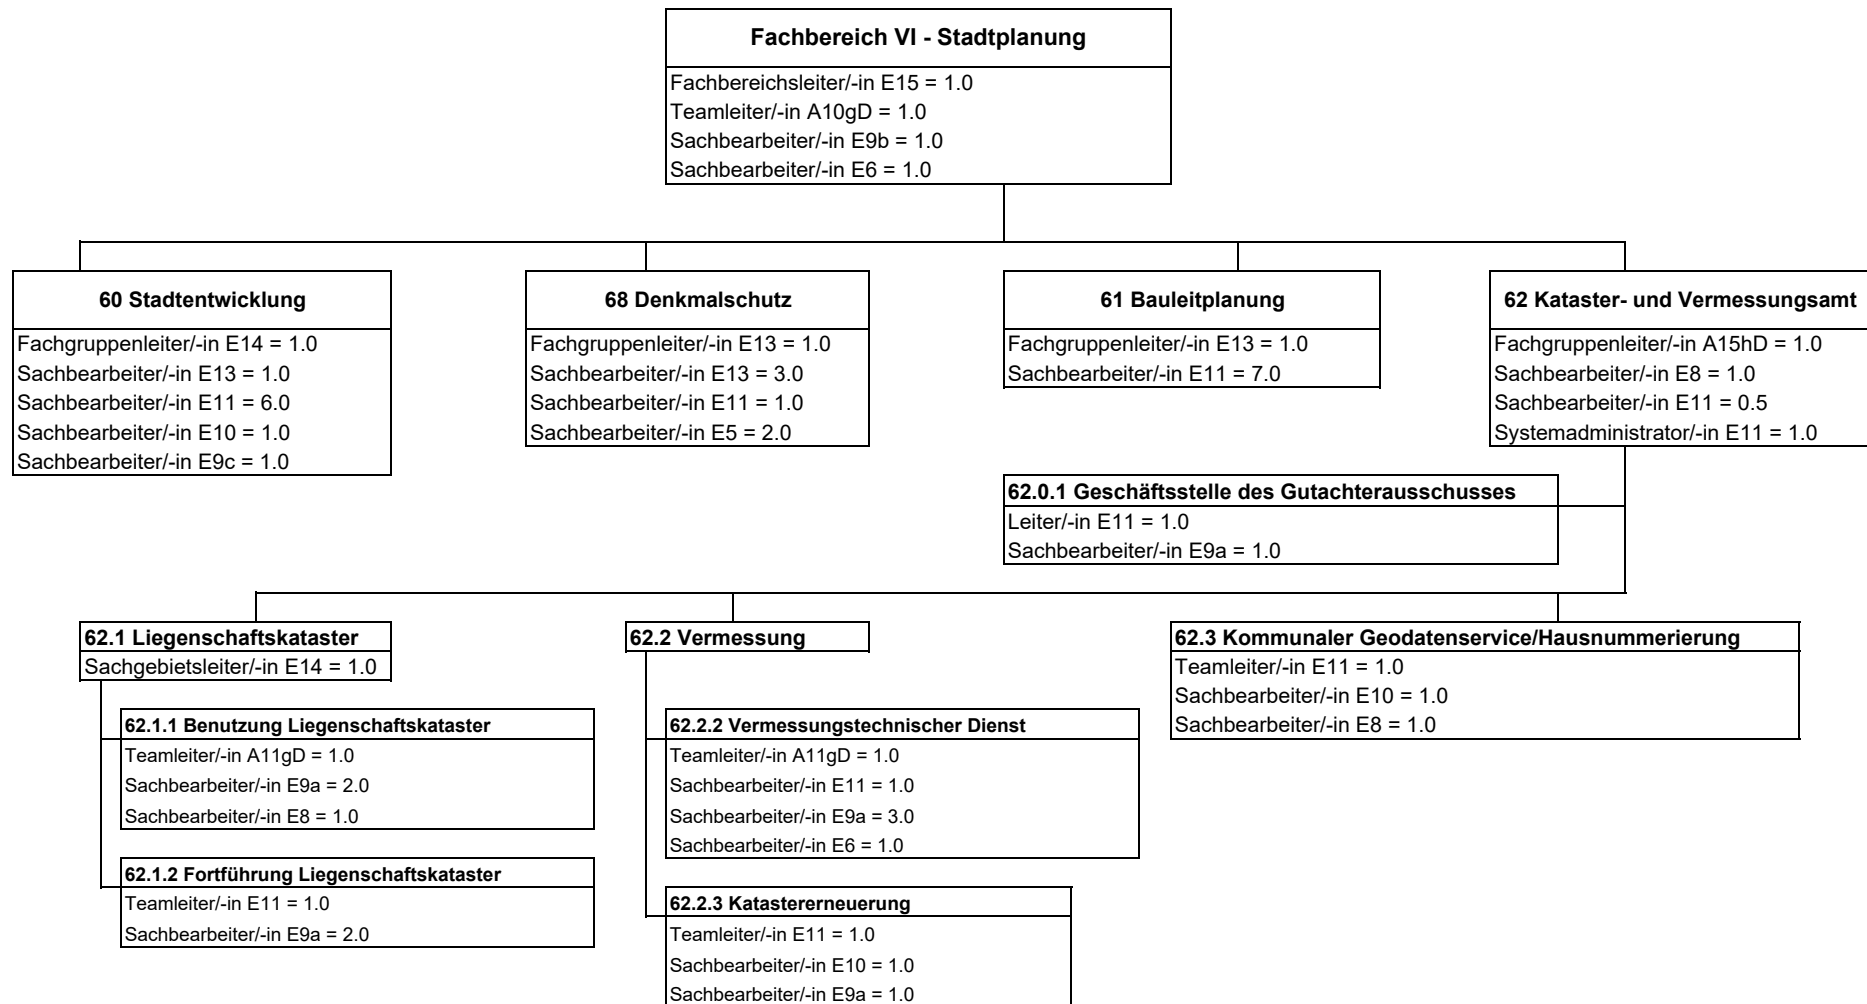 Fachbereich VI - Stadtplanung
Fachbereichsleiter/-in E15 = 1.0
Teamleiter/-in A10gD = 1.0
Sachbearbeiter/-in E9b = 1.0
Sachbearbeiter/-in E6 = 1.0
60 Stadtentwicklung
Fachgruppenleiter/-in E14 = 1.0
Sachbearbeiter/-in E13 = 1.0
Sachbearbeiter/-in E11 = 6.0
Sachbearbeiter/-in E10 = 1.0
Sachbearbeiter/-in E9c = 1.0
68 Denkmalschutz
Fachgruppenleiter/-in E13 = 1.0
Sachbearbeiter/-in E13 = 3.0
Sachbearbeiter/-in E11 = 1.0
Sachbearbeiter/-in E5 = 2.0
61 Bauleitplanung
Fachgruppenleiter/-in E13 = 1.0
Sachbearbeiter/-in E11 = 7.0
62 Kataster- und Vermessungsamt
Fachgruppenleiter/-in A15hD = 1.0
Sachbearbeiter/-in E8 = 1.0
Sachbearbeiter/-in E11 = 0.5
Systemadministrator/-in E11 = 1.0
62.0.1 Geschäftsstelle des Gutachterausschusses
Leiter/-in E11 = 1.0
Sachbearbeiter/-in E9a = 1.0
62.1 Liegenschaftskataster
Sachgebietsleiter/-in E14 = 1.0
62.1.1 Benutzung Liegenschaftskataster
Teamleiter/-in A11gD = 1.0
Sachbearbeiter/-in E9a = 2.0
Sachbearbeiter/-in E8 = 1.0
62.1.2 Fortführung Liegenschaftskataster
Teamleiter/-in E11 = 1.0
Sachbearbeiter/-in E9a = 2.0
62.2 Vermessung
62.2.2 Vermessungstechnischer Dienst
Teamleiter/-in A11gD = 1.0
Sachbearbeiter/-in E11 = 1.0
Sachbearbeiter/-in E9a = 3.0
Sachbearbeiter/-in E6 = 1.0
62.2.3 Katastererneuerung
Teamleiter/-in E11 = 1.0
Sachbearbeiter/-in E10 = 1.0
Sachbearbeiter/-in E9a = 1.0
62.3 Kommunaler Geodatenservice/Hausnummerierung
Teamleiter/-in E11 = 1.0
Sachbearbeiter/-in E10 = 1.0
Sachbearbeiter/-in E8 = 1.0